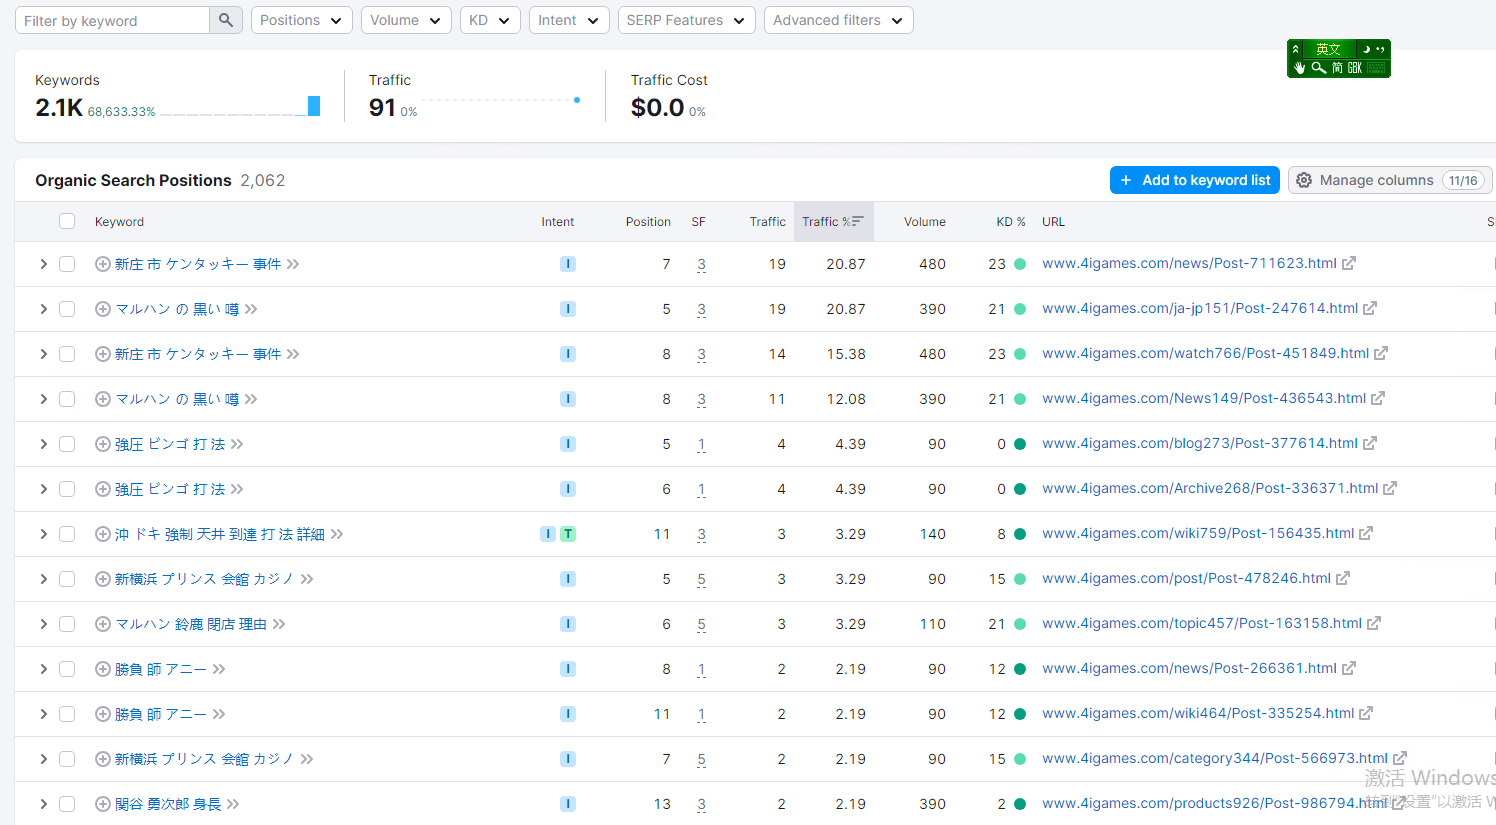 Filter by keyword Positions Volume KD Intent SERP Features Advanced filters
英文
简 GBK
Keywords Traffic Traffic Cost
2.1K 68,633.33% 91 0% $0.0 0%
Organic Search Positions 2,062 + Add to keyword list Manage columns 11/16
Keyword Intent Position SF Traffic Traffic % Volume KD % URL
新庄 市 ケンタッキー 事件 I 7 3 19 20.87 480 23 www.4igames.com/news/Post-711623.html
マルハン の 黒い 噂 I 5 3 19 20.87 390 21 www.4igames.com/ja-jp151/Post-247614.html
新庄 市 ケンタッキー 事件 I 8 3 14 15.38 480 23 www.4igames.com/watch766/Post-451849.html
マルハン の 黒い 噂 I 8 3 11 12.08 390 21 www.4igames.com/News149/Post-436543.html
強圧 ビンゴ 打 法 I 5 1 4 4.39 90 0 www.4igames.com/blog273/Post-377614.html
強圧 ビンゴ 打 法 I 6 1 4 4.39 90 0 www.4igames.com/Archive268/Post-336371.html
沖 ドキ 強制 天井 到達 打 法 詳細 I T 11 3 3 3.29 140 8 www.4igames.com/wiki759/Post-156435.html
新横浜 プリンス 会館 カジノ I 5 5 3 3.29 90 15 www.4igames.com/post/Post-478246.html
マルハン 鈴鹿 閉店 理由 I 6 5 3 3.29 110 21 www.4igames.com/topic457/Post-163158.html
勝負 師 アニー I 8 1 2 2.19 90 12 www.4igames.com/news/Post-266361.html
勝負 師 アニー I 11 1 2 2.19 90 12 www.4igames.com/wiki464/Post-335254.html
新横浜 プリンス 会館 カジノ I 7 5 2 2.19 90 15 www.4igames.com/category344/Post-566973.html
激活 Windows
関谷 勇次郎 身長 I 13 3 2 2.19 390 2 www.4igames.com/products926/Post-986794.html
转到"设置"以激活 W